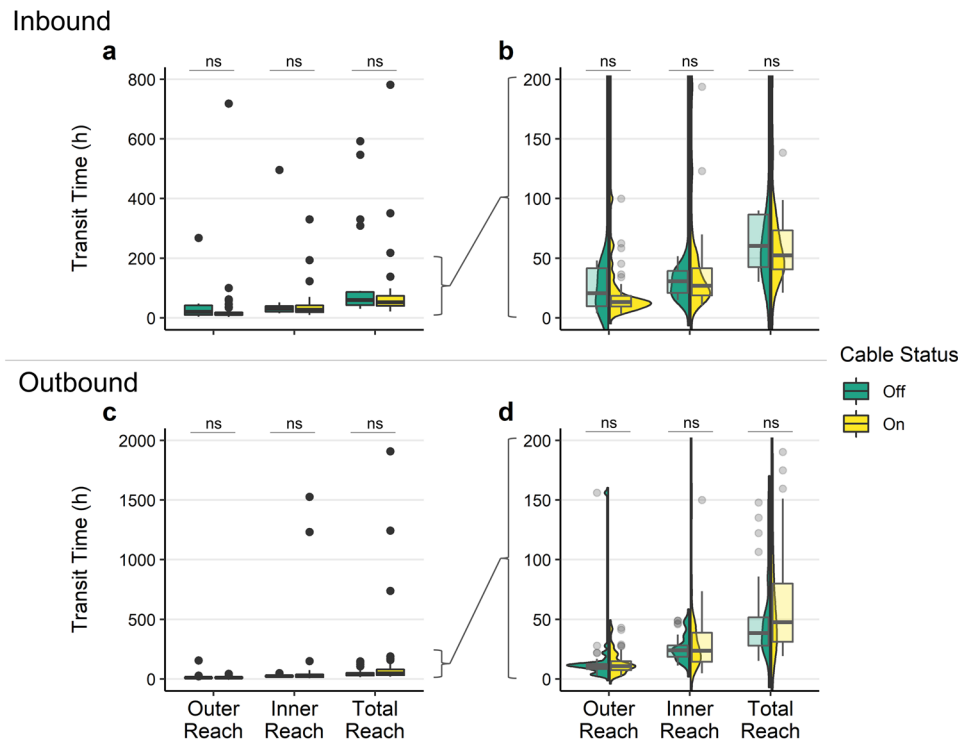 Inbound
a
b
ns ns ns
ns ns ns
Transit Time (h)
800
600
400
200
0
200
150
100
50
0
Outbound
c
d
ns ns ns
ns ns ns
Transit Time (h)
2000
1500
1000
500
0
200
150
100
50
0
Outer Inner Total
Reach Reach Reach
Outer Inner Total
Reach Reach Reach
Cable Status
Off
On